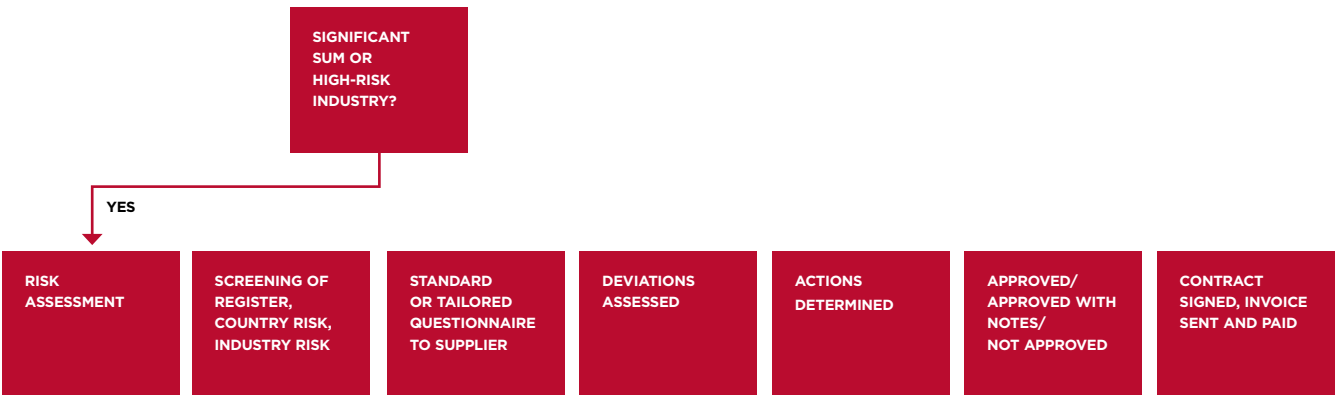 SIGNIFICANT
SUM OR
HIGH-RISK
INDUSTRY?
YES
RISK
ASSESSMENT
SCREENING OF
REGISTER,
COUNTRY RISK,
INDUSTRY RISK
STANDARD
OR TAILORED
QUESTIONNAIRE
TO SUPPLIER
DEVIATIONS
ASSESSED
ACTIONS
DETERMINED
APPROVED/
APPROVED WITH
NOTES/
NOT APPROVED
CONTRACT
SIGNED, INVOICE
SENT AND PAID